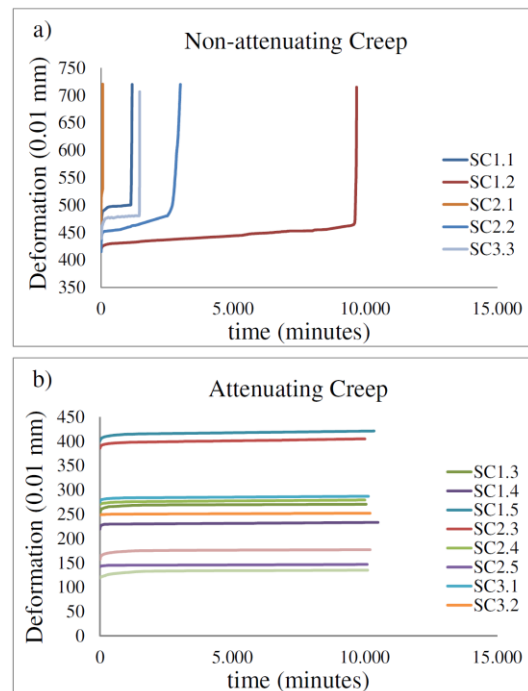 a)
Non-attenuating Creep
Deformation (0.01 mm)
750
700
650
600
550
500
450
400
350
300
0
5.000
10.000
15.000
time (minutes)
SC1.1
SC1.2
SC2.1
SC2.2
SC3.3
b)
Attenuating Creep
Deformation (0.01 mm)
450
400
350
300
250
200
150
100
50
0
0
5.000
10.000
15.000
time (minutes)
SC1.3
SC1.4
SC1.5
SC2.3
SC2.4
SC2.5
SC3.1
SC3.2